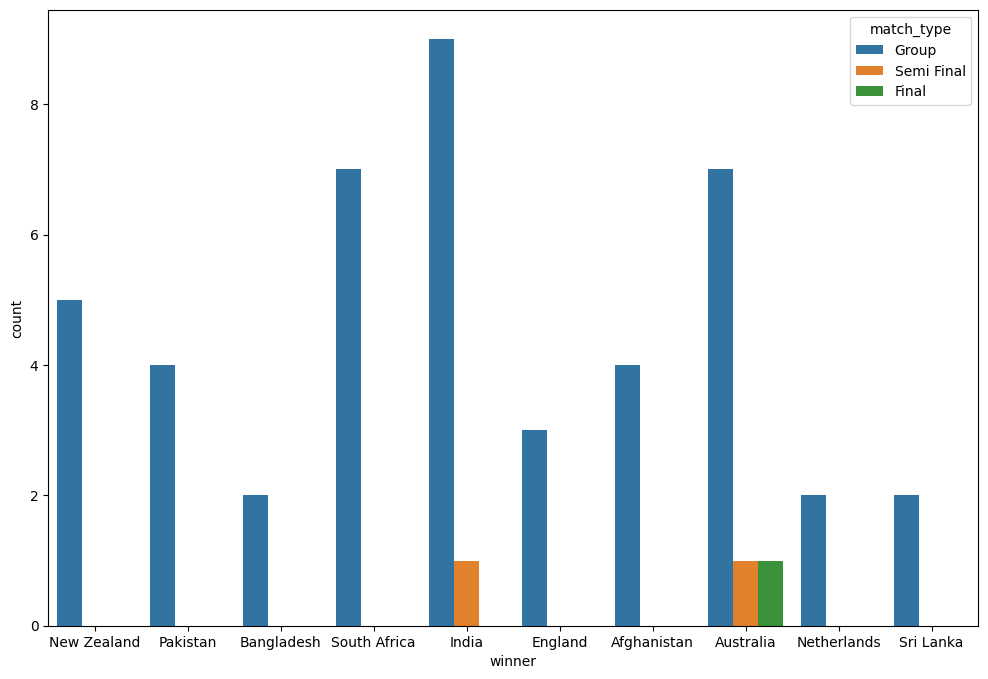 match_type
Group
Semi Final
Final
8
6
4
2
0
count
New Zealand Pakistan Bangladesh South Africa India England Afghanistan Australia Netherlands Sri Lanka
winner